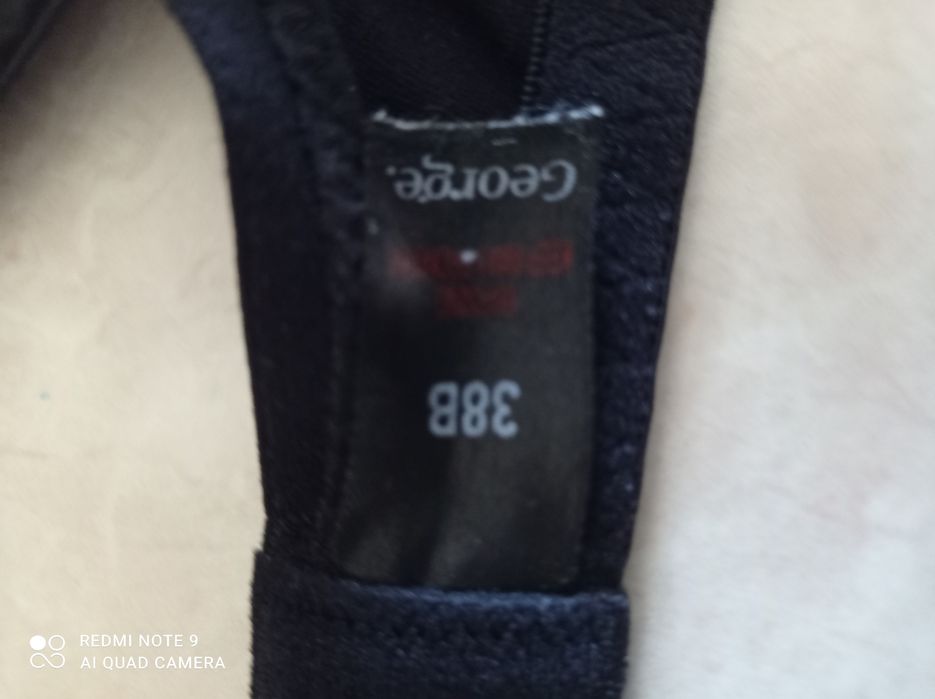 George.
38B
REDMI NOTE 9
AI QUAD CAMERA